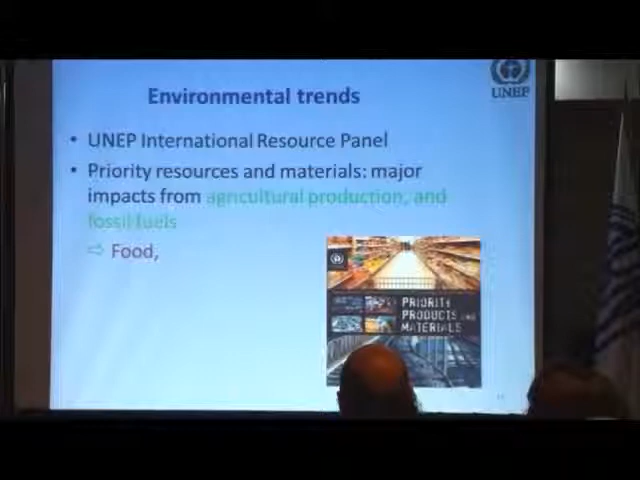 UNEP
Environmental trends
• UNEP International Resource Panel
• Priority resources and materials: major
impacts from agricultural production, and
fossil fuels
⇨ Food,
PRIORITY
PRODUCTS AND
MATERIALS